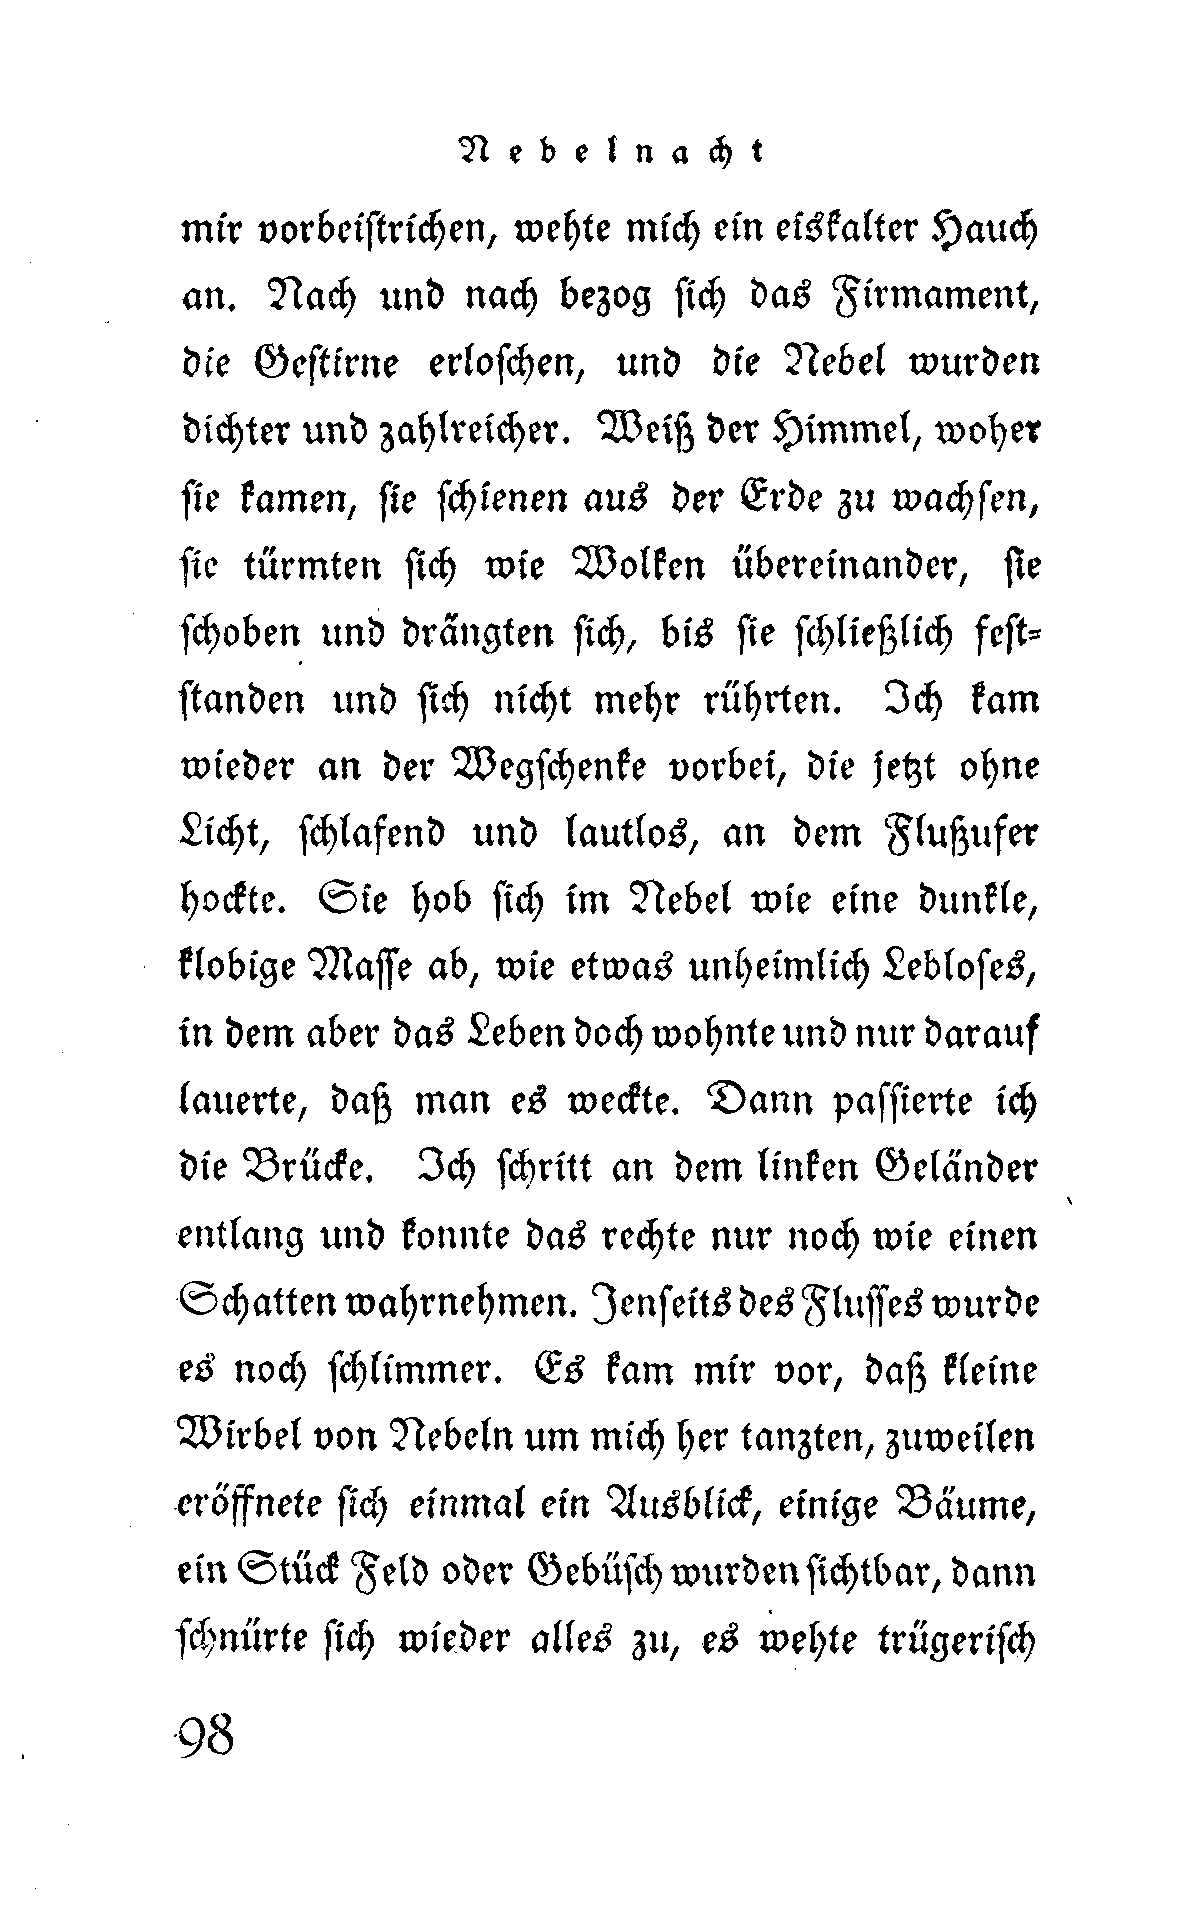 Nebelnacht
mir vorbeiſtrichen, wehte mich ein eiskalter Hauch
an. Nach und nach bezog ſich das Firmament,
die Geſtirne erloſchen, und die Nebel wurden
dichter und zahlreicher. Weiß der Himmel, woher
ſie kamen, ſie ſchienen aus der Erde zu wachſen,
ſie türmten ſich wie Wolken übereinander, ſie
ſchoben und drängten ſich, bis ſie ſchließlich feſt⸗
ſtanden und ſich nicht mehr rührten. Ich kam
wieder an der Wegſchenke vorbei, die jetzt ohne
Licht, ſchlafend und lautlos, an dem Flußufer
hockte. Sie hob ſich im Nebel wie eine dunkle,
klobige Maſſe ab, wie etwas unheimlich Lebloſes,
in dem aber das Leben doch wohnte und nur darauf
lauerte, daß man es weckte. Dann paſſierte ich
die Brücke. Ich ſchritt an dem linken Geländer
entlang und konnte das rechte nur noch wie einen
Schatten wahrnehmen. Jenſeits des Fluſſes wurde
es noch ſchlimmer. Es kam mir vor, daß kleine
Wirbel von Nebeln um mich her tanzten, zuweilen
eröffnete ſich einmal ein Ausblick, einige Bäume,
ein Stück Feld oder Gebüſch wurden ſichtbar, dann
ſchnürte ſich wieder alles zu, es wehte trügeriſch
98